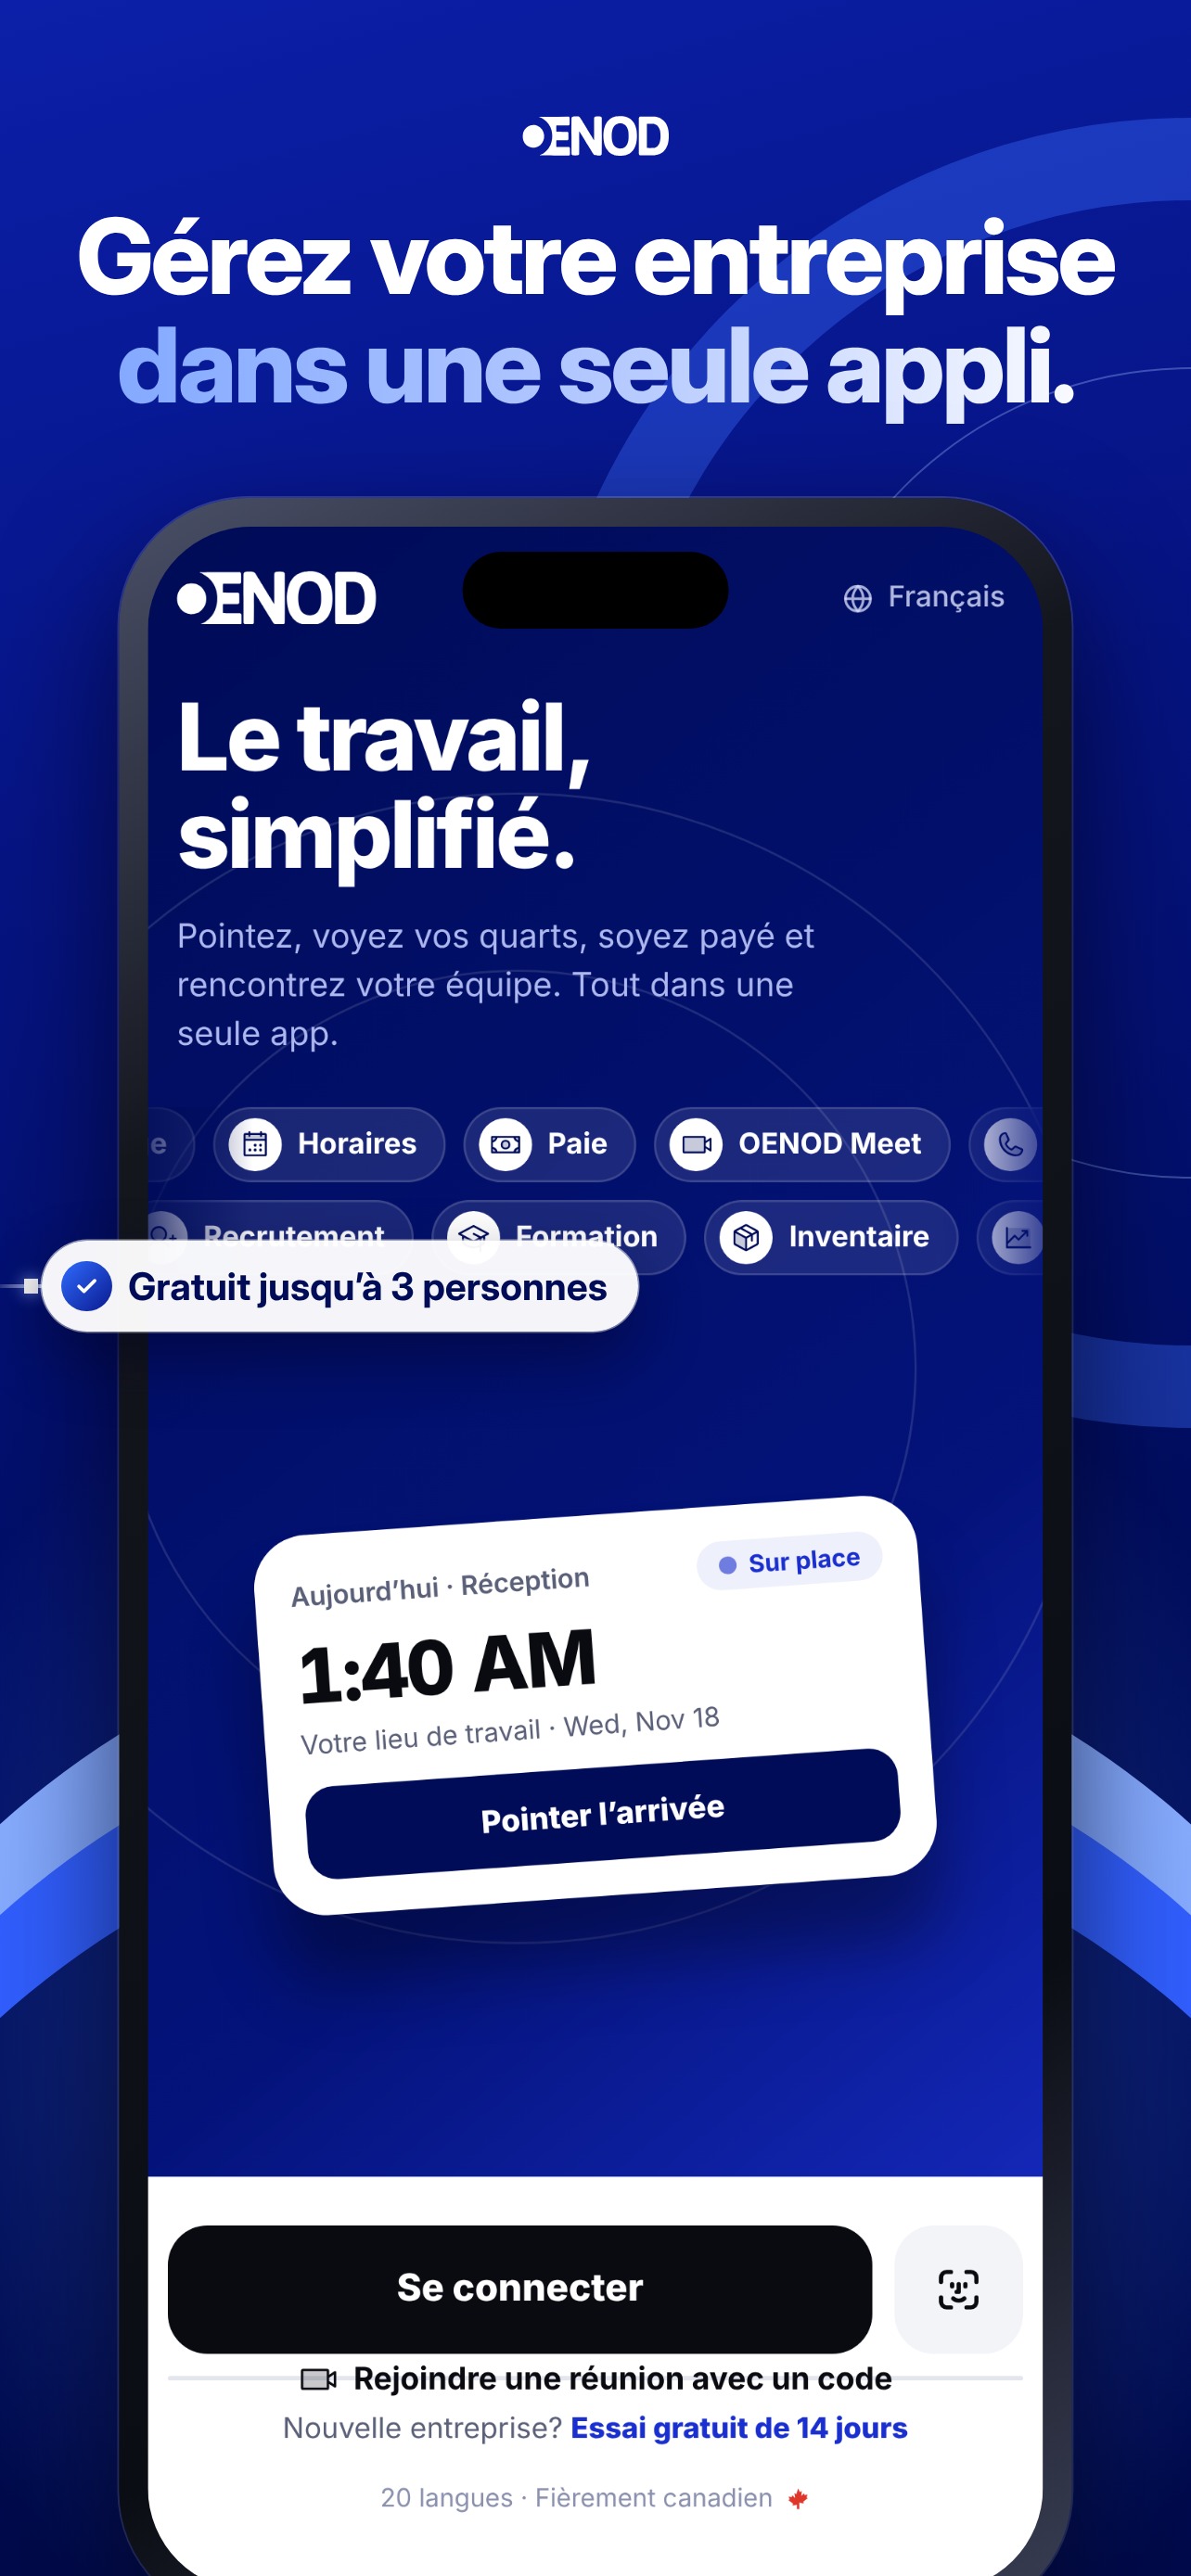 OENOD
Gérez votre entreprise
dans une seule appli.
OENOD
Français
Le travail,
simplifié.
Pointez, voyez vos quarts, soyez payé et
rencontrez votre équipe. Tout dans une
seule app.
e Horaires Paie OENOD Meet
Recrutement Formation Inventaire
Gratuit jusqu’à 3 personnes
Aujourd’hui · Réception
Sur place
1:40 AM
Votre lieu de travail · Wed, Nov 18
Pointer l’arrivée
Se connecter
Rejoindre une réunion avec un code
Nouvelle entreprise? Essai gratuit de 14 jours
20 langues · Fièrement canadien